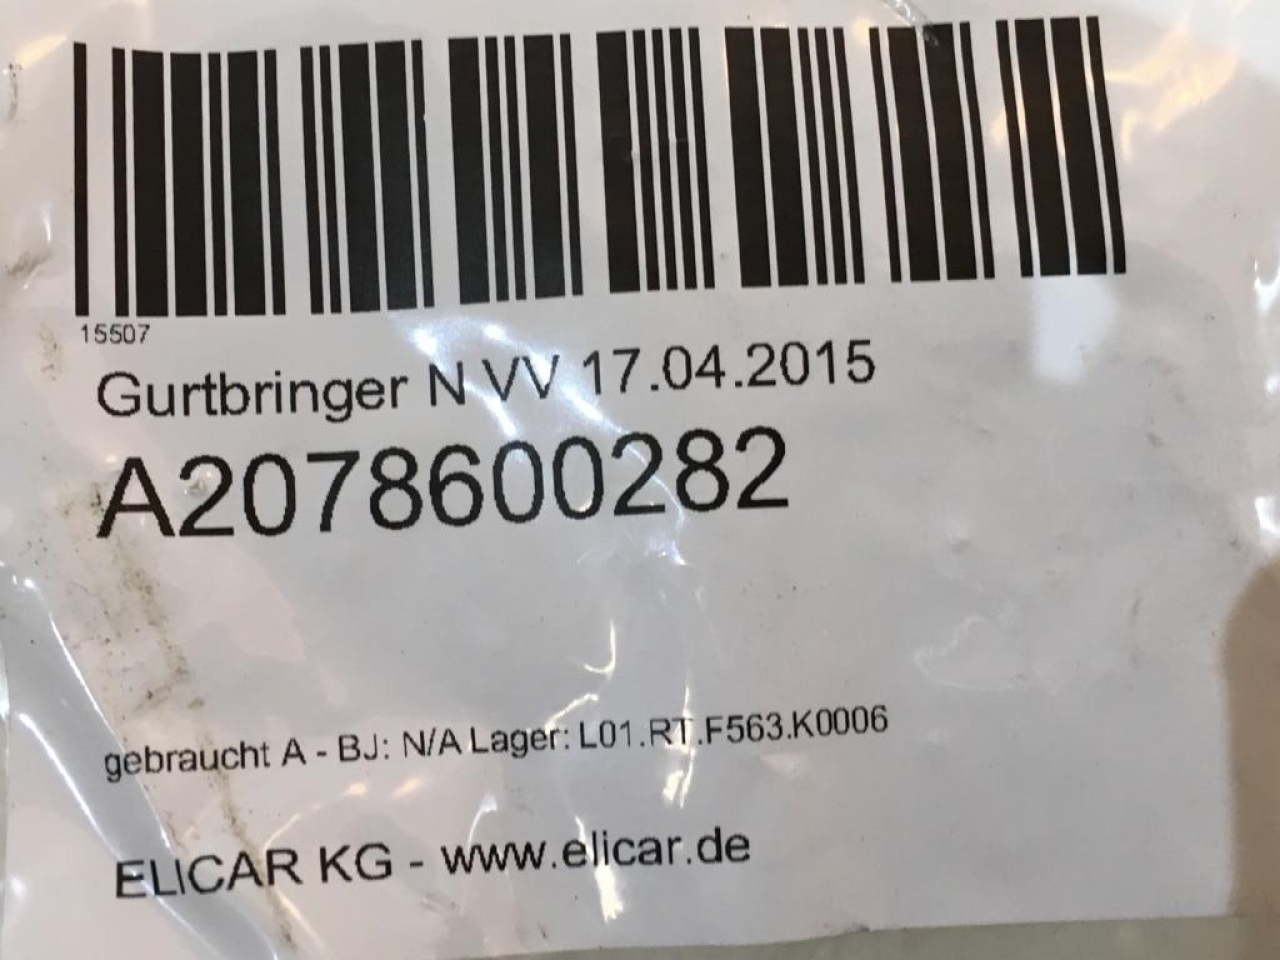 15507
Gurtbringer N VV 17.04.2015
A2078600282
gebraucht A - BJ: N/A Lager: L01.RT.F563.K0006
ELICAR KG - www.elicar.de